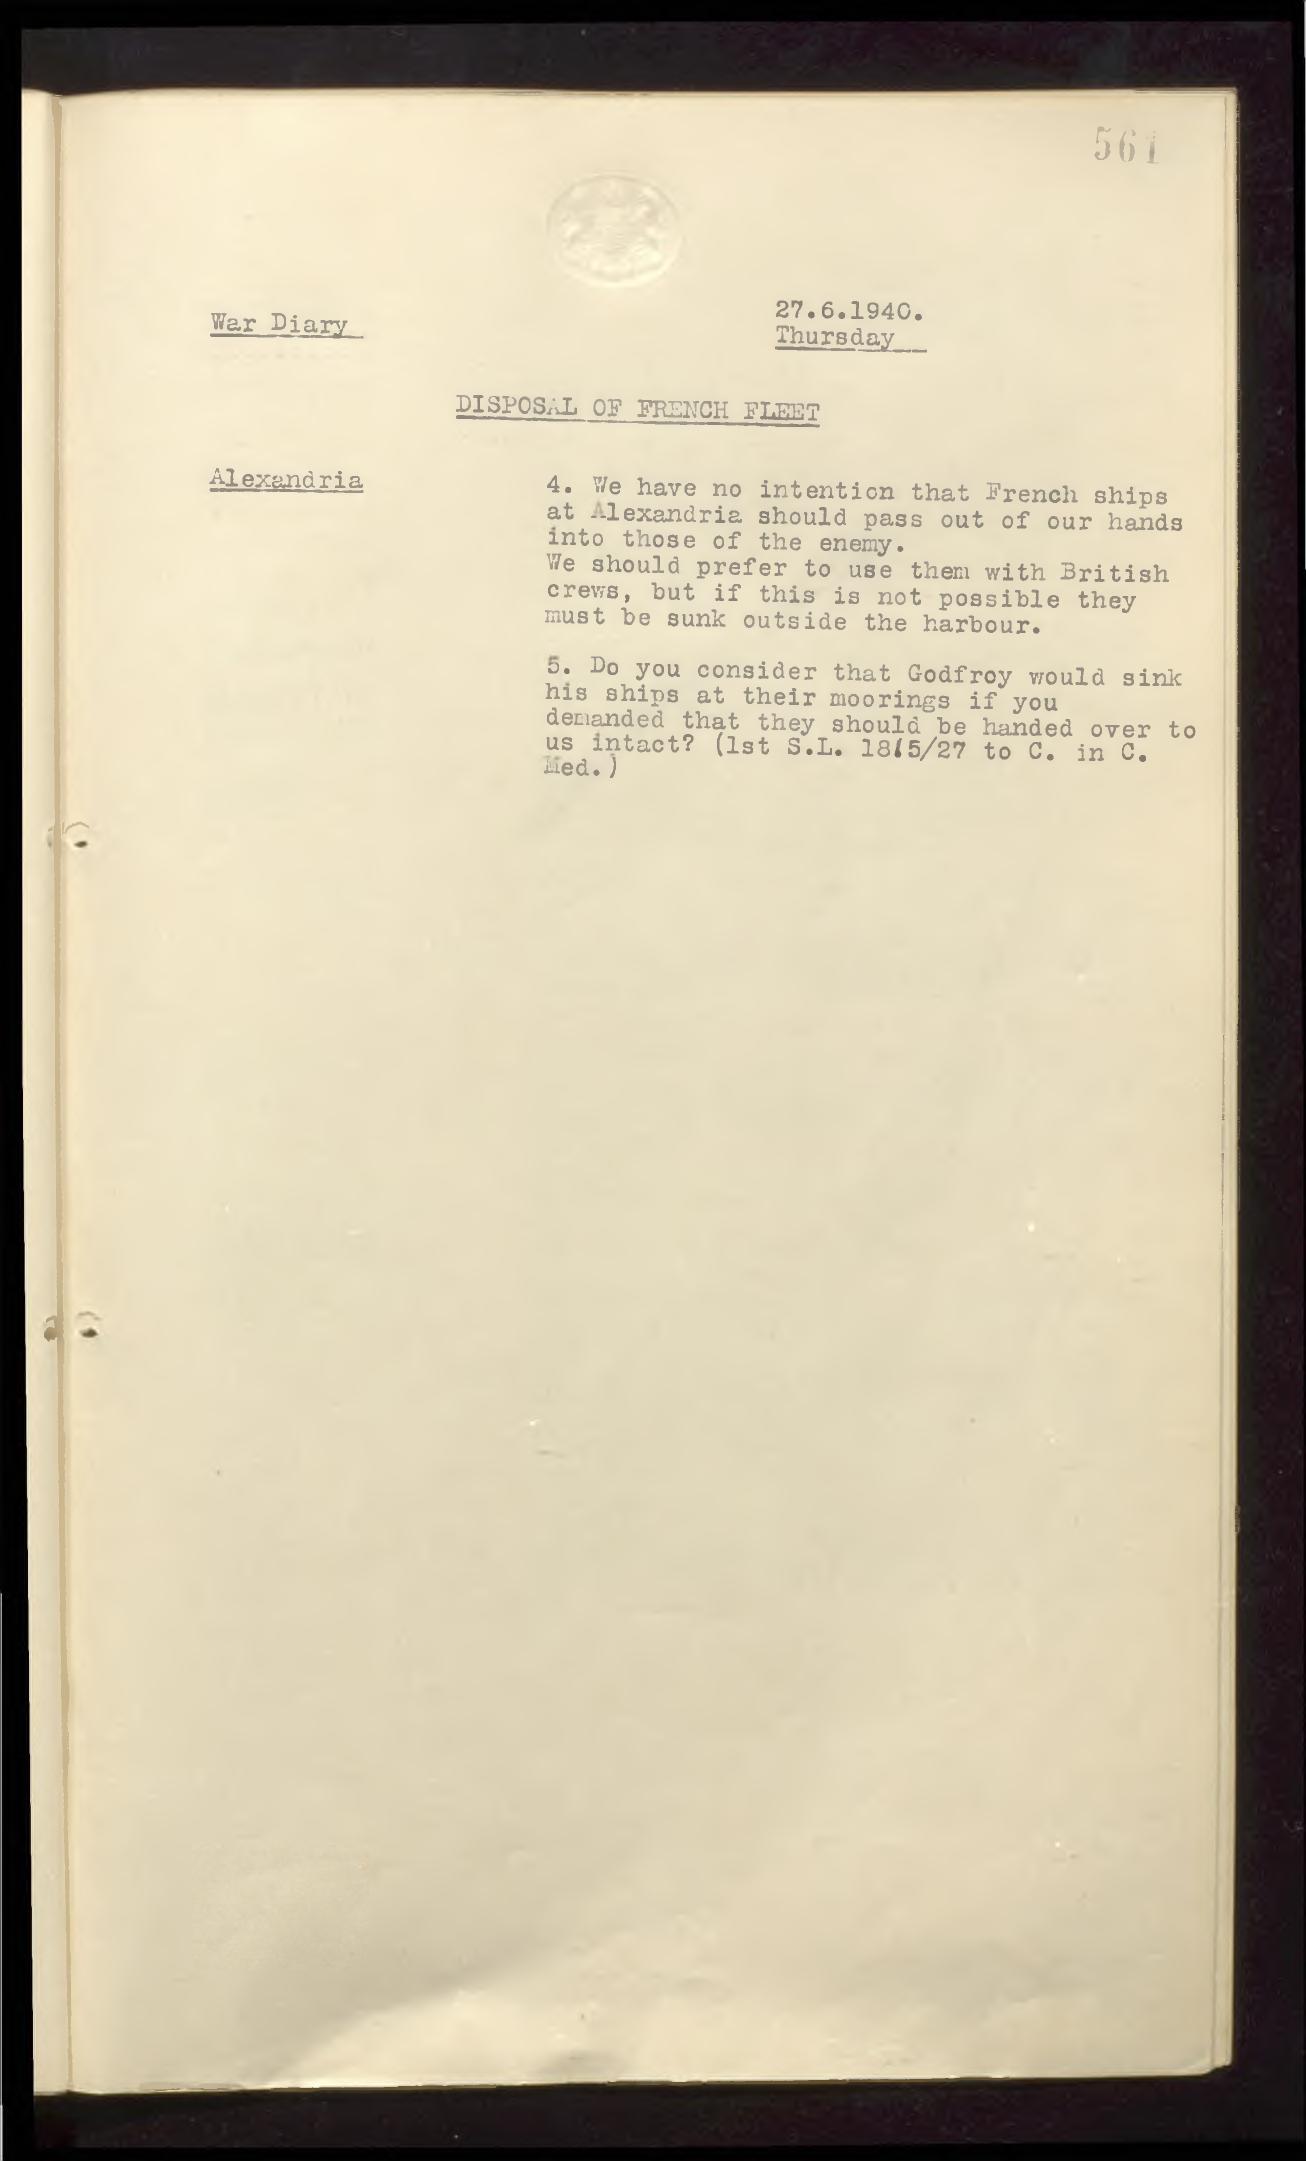 561
War Diary
27.6.1940.
Thursday
DISPOSAL OF FRENCH FLEET
Alexandria
4. We have no intention that French ships
at Alexandria should pass out of our hands
into those of the enemy.
We should prefer to use them with British
crews, but if this is not possible they
must be sunk outside the harbour.
5. Do you consider that Godfroy would sink
his ships at their moorings if you
demanded that they should be handed over to
us intact? (1st S.L. 1815/27 to C. in C.
Med.)